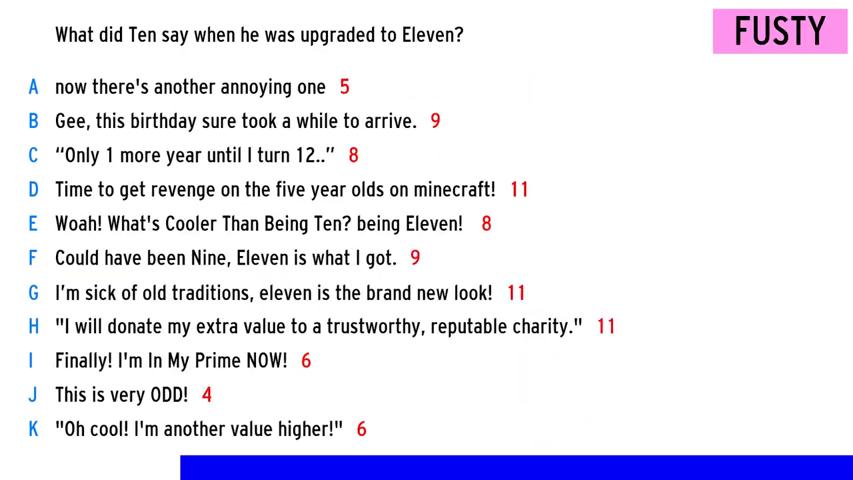 What did Ten say when he was upgraded to Eleven?
FUSTY
A now there's another annoying one 5
B Gee, this birthday sure took a while to arrive. 9
C “Only 1 more year until I turn 12..” 8
D Time to get revenge on the five year olds on minecraft! 11
E Woah! What's Cooler Than Being Ten? being Eleven! 8
F Could have been Nine, Eleven is what I got. 9
G I’m sick of old traditions, eleven is the brand new look! 11
H "I will donate my extra value to a trustworthy, reputable charity." 11
I Finally! I'm In My Prime NOW! 6
J This is very ODD! 4
K "Oh cool! I'm another value higher!" 6